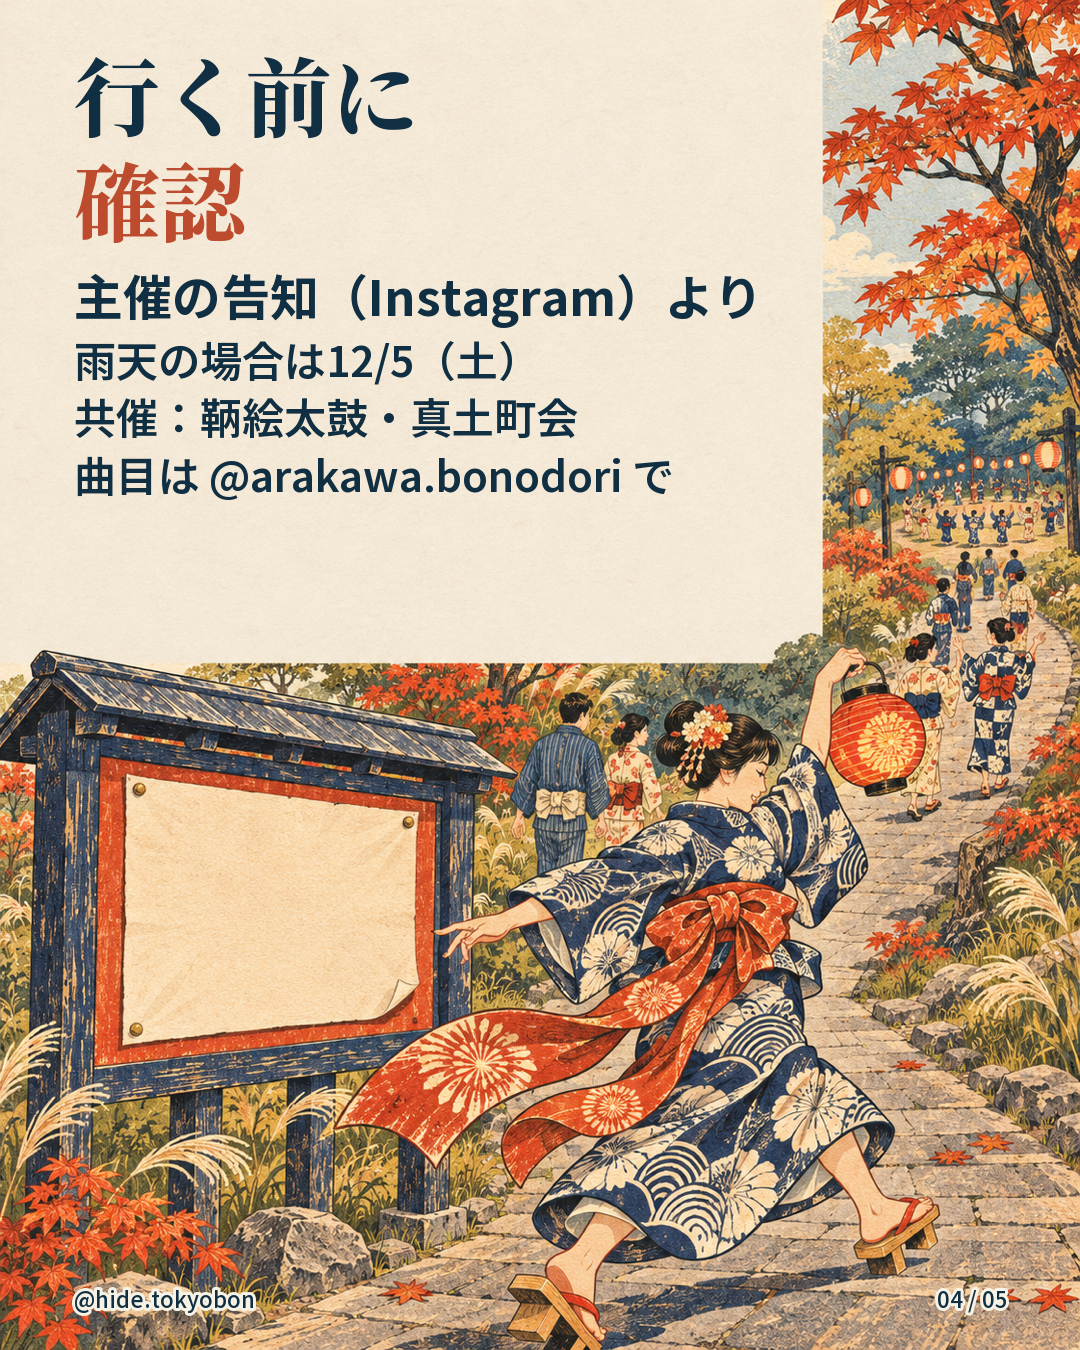 行く前に
確認
主催の告知（Instagram）より
雨天の場合は12/5（土）
共催：鞆絵太鼓・真土町会
曲目は @arakawa.bonodori で
@hide.tokyobon
04 / 05